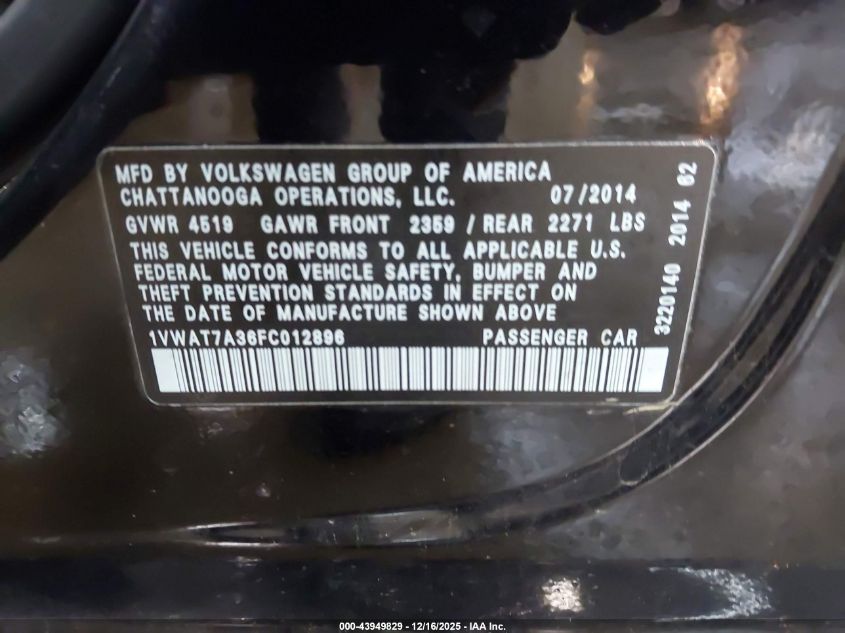 MFD BY VOLKSWAGEN GROUP OF AMERICA
CHATTANOOGA OPERATIONS, LLC. 07/2014
GVWR 4519 GAWR FRONT 2359 / REAR 2271 LBS
THIS VEHICLE CONFORMS TO ALL APPLICABLE U.S.
FEDERAL MOTOR VEHICLE SAFETY, BUMPER AND
THEFT PREVENTION STANDARDS IN EFFECT ON
THE DATE OF MANUFACTURE SHOWN ABOVE
1VWAT7A36FC012896 PASSENGER CAR
3220140 2014 62
000-43949829 - 12/16/2025 - IAA Inc.